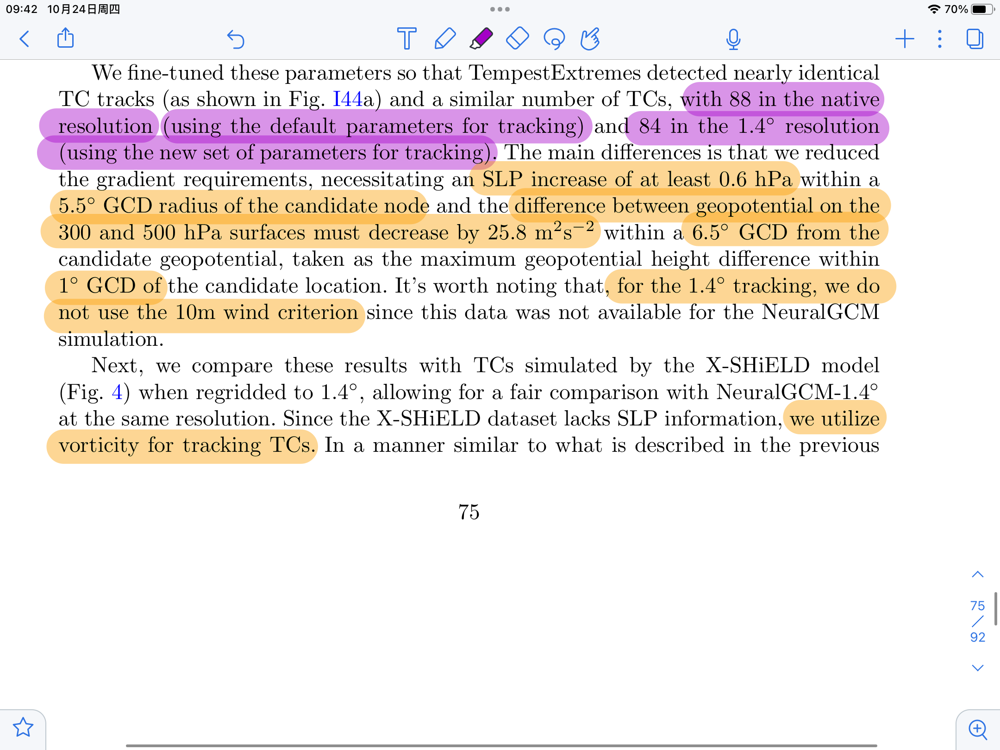 09:42 10月24日周四
70%
We fine-tuned these parameters so that TempestExtremes detected nearly identical
TC tracks (as shown in Fig. I44a) and a similar number of TCs, with 88 in the native
resolution (using the default parameters for tracking) and 84 in the 1.4° resolution
(using the new set of parameters for tracking). The main differences is that we reduced
the gradient requirements, necessitating an SLP increase of at least 0.6 hPa within a
5.5° GCD radius of the candidate node and the difference between geopotential on the
300 and 500 hPa surfaces must decrease by 25.8 m²s⁻² within a 6.5° GCD from the
candidate geopotential, taken as the maximum geopotential height difference within
1° GCD of the candidate location. It's worth noting that, for the 1.4° tracking, we do
not use the 10m wind criterion since this data was not available for the NeuralGCM
simulation.
Next, we compare these results with TCs simulated by the X-SHiELD model
(Fig. 4) when regridded to 1.4°, allowing for a fair comparison with NeuralGCM-1.4°
at the same resolution. Since the X-SHiELD dataset lacks SLP information, we utilize
vorticity for tracking TCs. In a manner similar to what is described in the previous
75
75
/
92